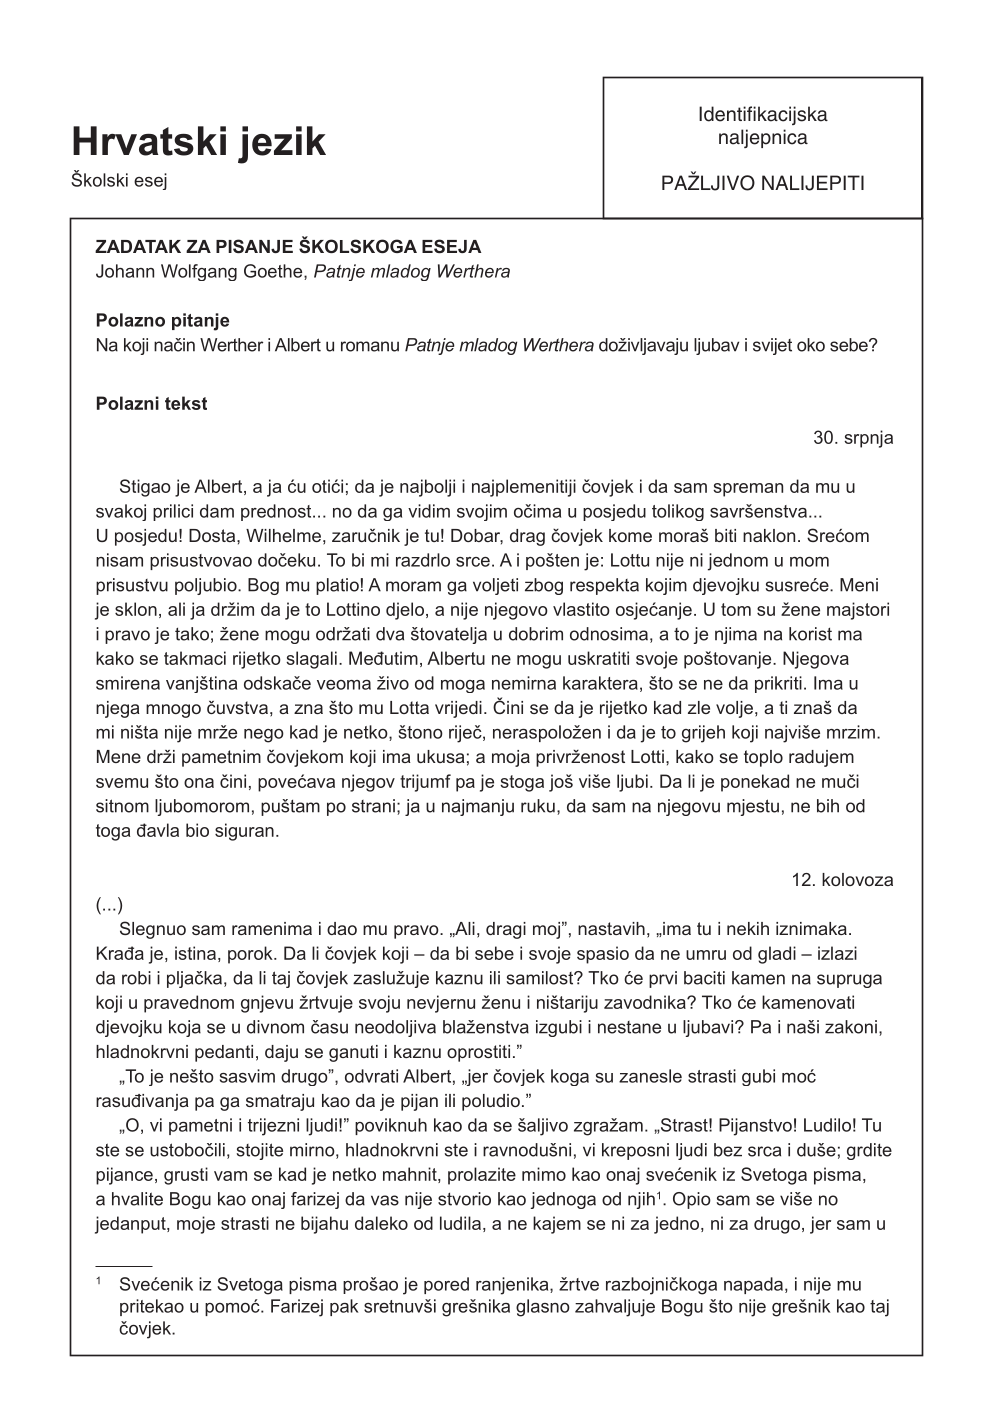 Hrvatski jezik
Školski esej
Identifikacijska
naljepnica
PAŽLJIVO NALIJEPITI
ZADATAK ZA PISANJE ŠKOLSKOGA ESEJA
Johann Wolfgang Goethe, Patnje mladog Werthera
Polazno pitanje
Na koji način Werther i Albert u romanu Patnje mladog Werthera doživljavaju ljubav i svijet oko sebe?
Polazni tekst
30. srpnja
Stigao je Albert, a ja ću otići; da je najbolji i najplemenitiji čovjek i da sam spreman da mu u
svakoj prilici dam prednost... no da ga vidim svojim očima u posjedu tolikog savršenstva...
U posjedu! Dosta, Wilhelme, zaručnik je tu! Dobar, drag čovjek kome moraš biti naklon. Srećom
nisam prisustvovao dočeku. To bi mi razdrlo srce. A i pošten je: Lottu nije ni jednom u mom
prisustvu poljubio. Bog mu platio! A moram ga voljeti zbog respekta kojim djevojku susreće. Meni
je sklon, ali ja držim da je to Lottino djelo, a nije njegovo vlastito osjećanje. U tom su žene majstori
i pravo je tako; žene mogu održati dva štovatelja u dobrim odnosima, a to je njima na korist ma
kako se takmaci rijetko slagali. Međutim, Albertu ne mogu uskratiti svoje poštovanje. Njegova
smirena vanjština odskače veoma živo od moga nemirna karaktera, što se ne da prikriti. Ima u
njega mnogo čuvstva, a zna što mu Lotta vrijedi. Čini se da je rijetko kad zle volje, a ti znaš da
mi ništa nije mrže nego kad je netko, štono riječ, neraspoložen i da je to grijeh koji najviše mrzim.
Mene drži pametnim čovjekom koji ima ukusa; a moja privrženost Lotti, kako se toplo radujem
svemu što ona čini, povećava njegov trijumf pa je stoga još više ljubi. Da li je ponekad ne muči
sitnom ljubomorom, puštam po strani; ja u najmanju ruku, da sam na njegovu mjestu, ne bih od
toga đavla bio siguran.
12. kolovoza
(...)
Slegnuo sam ramenima i dao mu pravo. „Ali, dragi moj”, nastavih, „ima tu i nekih iznimaka.
Krađa je, istina, porok. Da li čovjek koji – da bi sebe i svoje spasio da ne umru od gladi – izlazi
da robi i pljačka, da li taj čovjek zaslužuje kaznu ili samilost? Tko će prvi baciti kamen na supruga
koji u pravednom gnjevu žrtvuje svoju nevjernu ženu i ništariju zavodnika? Tko će kamenovati
djevojku koja se u divnom času neodoljiva blaženstva izgubi i nestane u ljubavi? Pa i naši zakoni,
hladnokrvni pedanti, daju se ganuti i kaznu oprostiti.”
„To je nešto sasvim drugo”, odvrati Albert, „jer čovjek koga su zanesle strasti gubi moć
rasuđivanja pa ga smatraju kao da je pijan ili poludio.”
„O, vi pametni i trijezni ljudi!” poviknuh kao da se šaljivo zgražam. „Strast! Pijanstvo! Ludilo! Tu
ste se ustobočili, stojite mirno, hladnokrvni ste i ravnodušni, vi kreposni ljudi bez srca i duše; grdite
pijance, grusti vam se kad je netko mahnit, prolazite mimo kao onaj svećenik iz Svetoga pisma,
a hvalite Bogu kao onaj farizej da vas nije stvorio kao jednoga od njih¹. Opio sam se više no
jedanput, moje strasti ne bijahu daleko od ludila, a ne kajem se ni za jedno, ni za drugo, jer sam u
¹ Svećenik iz Svetoga pisma prošao je pored ranjenika, žrtve razbojničkoga napada, i nije mu
pritekao u pomoć. Farizej pak sretnuvši grešnika glasno zahvaljuje Bogu što nije grešnik kao taj
čovjek.